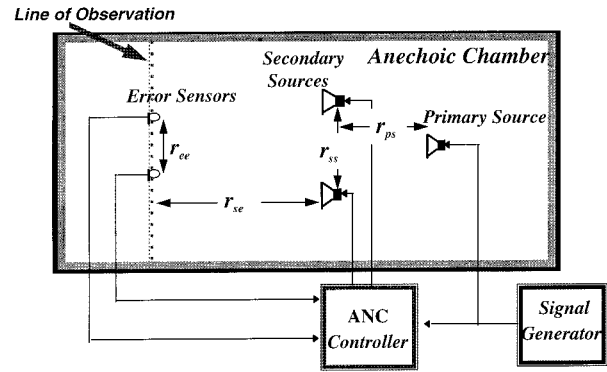 Line of Observation
Secondary
Sources
Anechoic Chamber
Error Sensors
Primary Source
r_ps
r_ee
r_ss
r_se
ANC
Controller
Signal
Generator